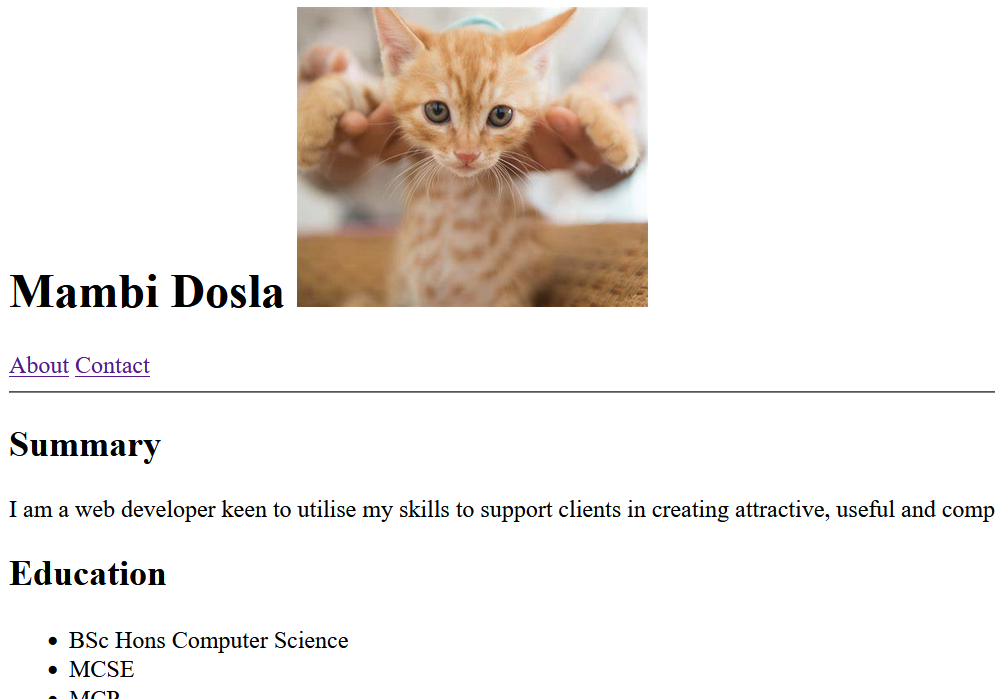 Mambi Dosla
About Contact
Summary
I am a web developer keen to utilise my skills to support clients in creating attractive, useful and comp
Education
BSc Hons Computer Science
MCSE
MCP